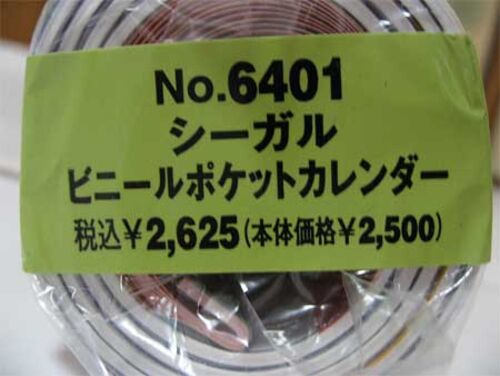 No.6401
シーガル
ビニールポケットカレンダー
税込￥2,625(本体価格￥2,500)